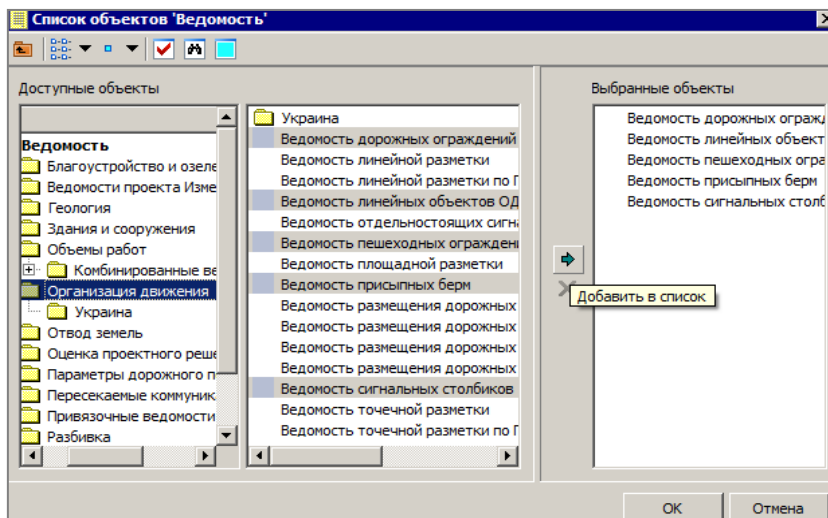 Список объектов 'Ведомость'
Доступные объекты
Ведомость
Благоустройство и озеле
Ведомости проекта Изме
Геология
Здания и сооружения
Объемы работ
Комбинированные ве
Организация движения
Украина
Отвод земель
Оценка проектного реше
Параметры дорожного п
Пересекаемые коммуник
Привязочные ведомости
Разбивка
Украина
Ведомость дорожных ограждений
Ведомость линейной разметки
Ведомость линейной разметки по Г
Ведомость линейных объектов ОД
Ведомость отдельностоящих сигна
Ведомость пешеходных ограждени
Ведомость площадной разметки
Ведомость присыпных берм
Ведомость размещения дорожных
Ведомость размещения дорожных
Ведомость размещения дорожных
Ведомость размещения дорожных
Ведомость сигнальных столбиков
Ведомость точечной разметки
Ведомость точечной разметки по Г
Добавить в список
Выбранные объекты
Ведомость дорожных огражд
Ведомость линейных объект
Ведомость пешеходных огра
Ведомость присыпных берм
Ведомость сигнальных столб
ОК
Отмена